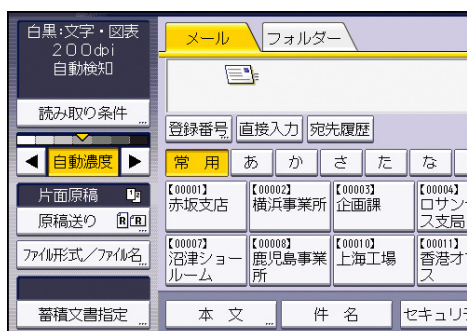 白黒:文字・図表
200dpi
自動検知
読み取り条件
自動濃度
片面原稿
原稿送り
ファイル形式/ファイル名
蓄積文書指定
メール
フォルダー
登録番号
直接入力
宛先履歴
常用
あ
か
さ
た
な
【00001】
赤坂支店
【00002】
横浜事業所
【00003】
企画課
【00004】
ロサン
ス支局
【00007】
沼津ショー
ルーム
【00008】
鹿児島事業
所
【00010】
上海工場
【00011】
香港オ
ス
本文
件名
セキュリ